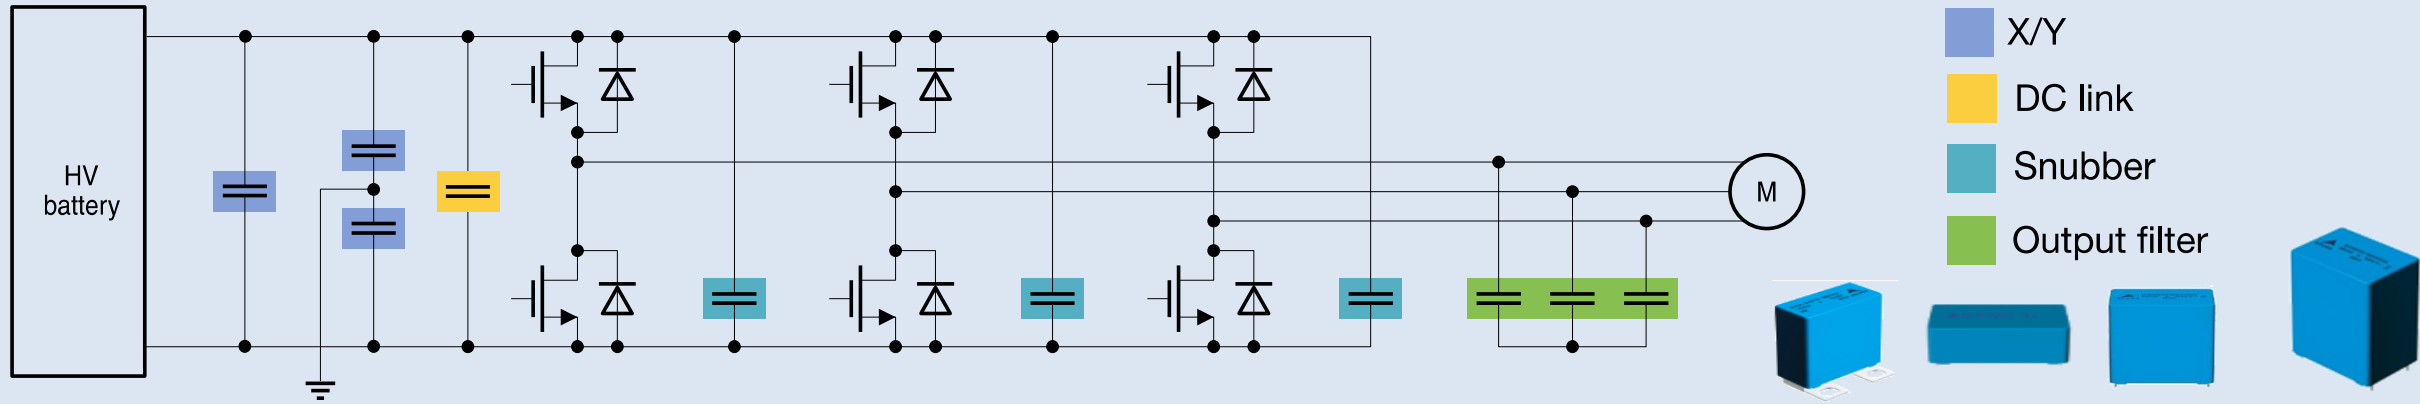 HV
battery
M
X/Y
DC link
Snubber
Output filter